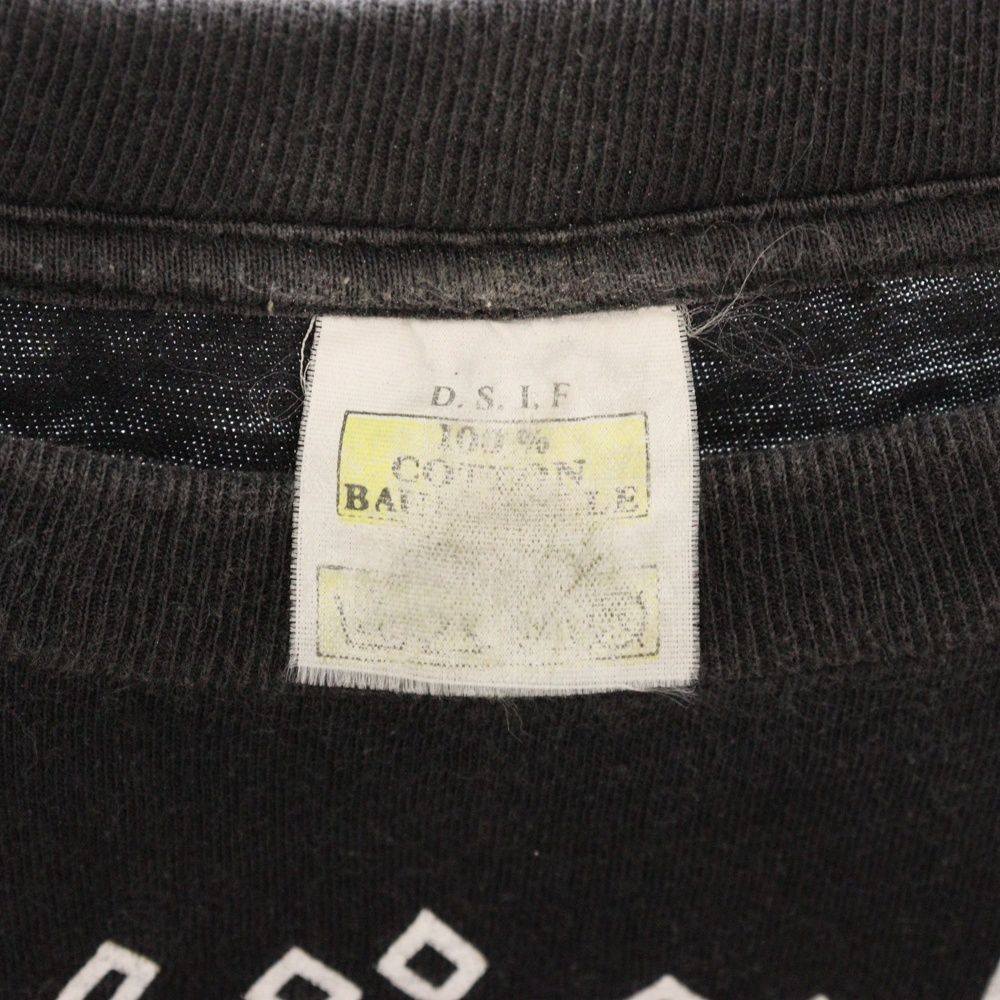 D. S. I. F
100 %
COTTON